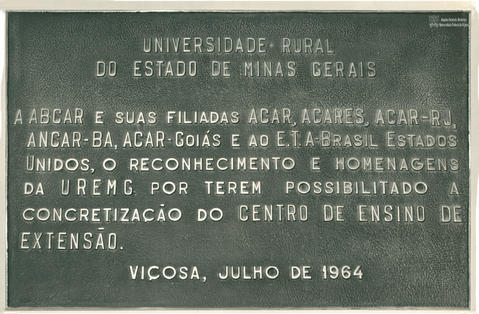 UNIVERSIDADE RURAL
DO ESTADO DE MINAS GERAIS
A ABCAR E SUAS FILIADAS ACAR, ACARES, ACAR-RJ,
ANCAR-BA, ACAR-GOIÁS E AO E.T.A-BRASIL ESTADOS
UNIDOS, O RECONHECIMENTO E HOMENAGENS
DA UREMG POR TEREM POSSIBILITADO A
CONCRETIZAÇÃO DO CENTRO DE ENSINO DE
EXTENSÃO.
VIÇOSA, JULHO DE 1964